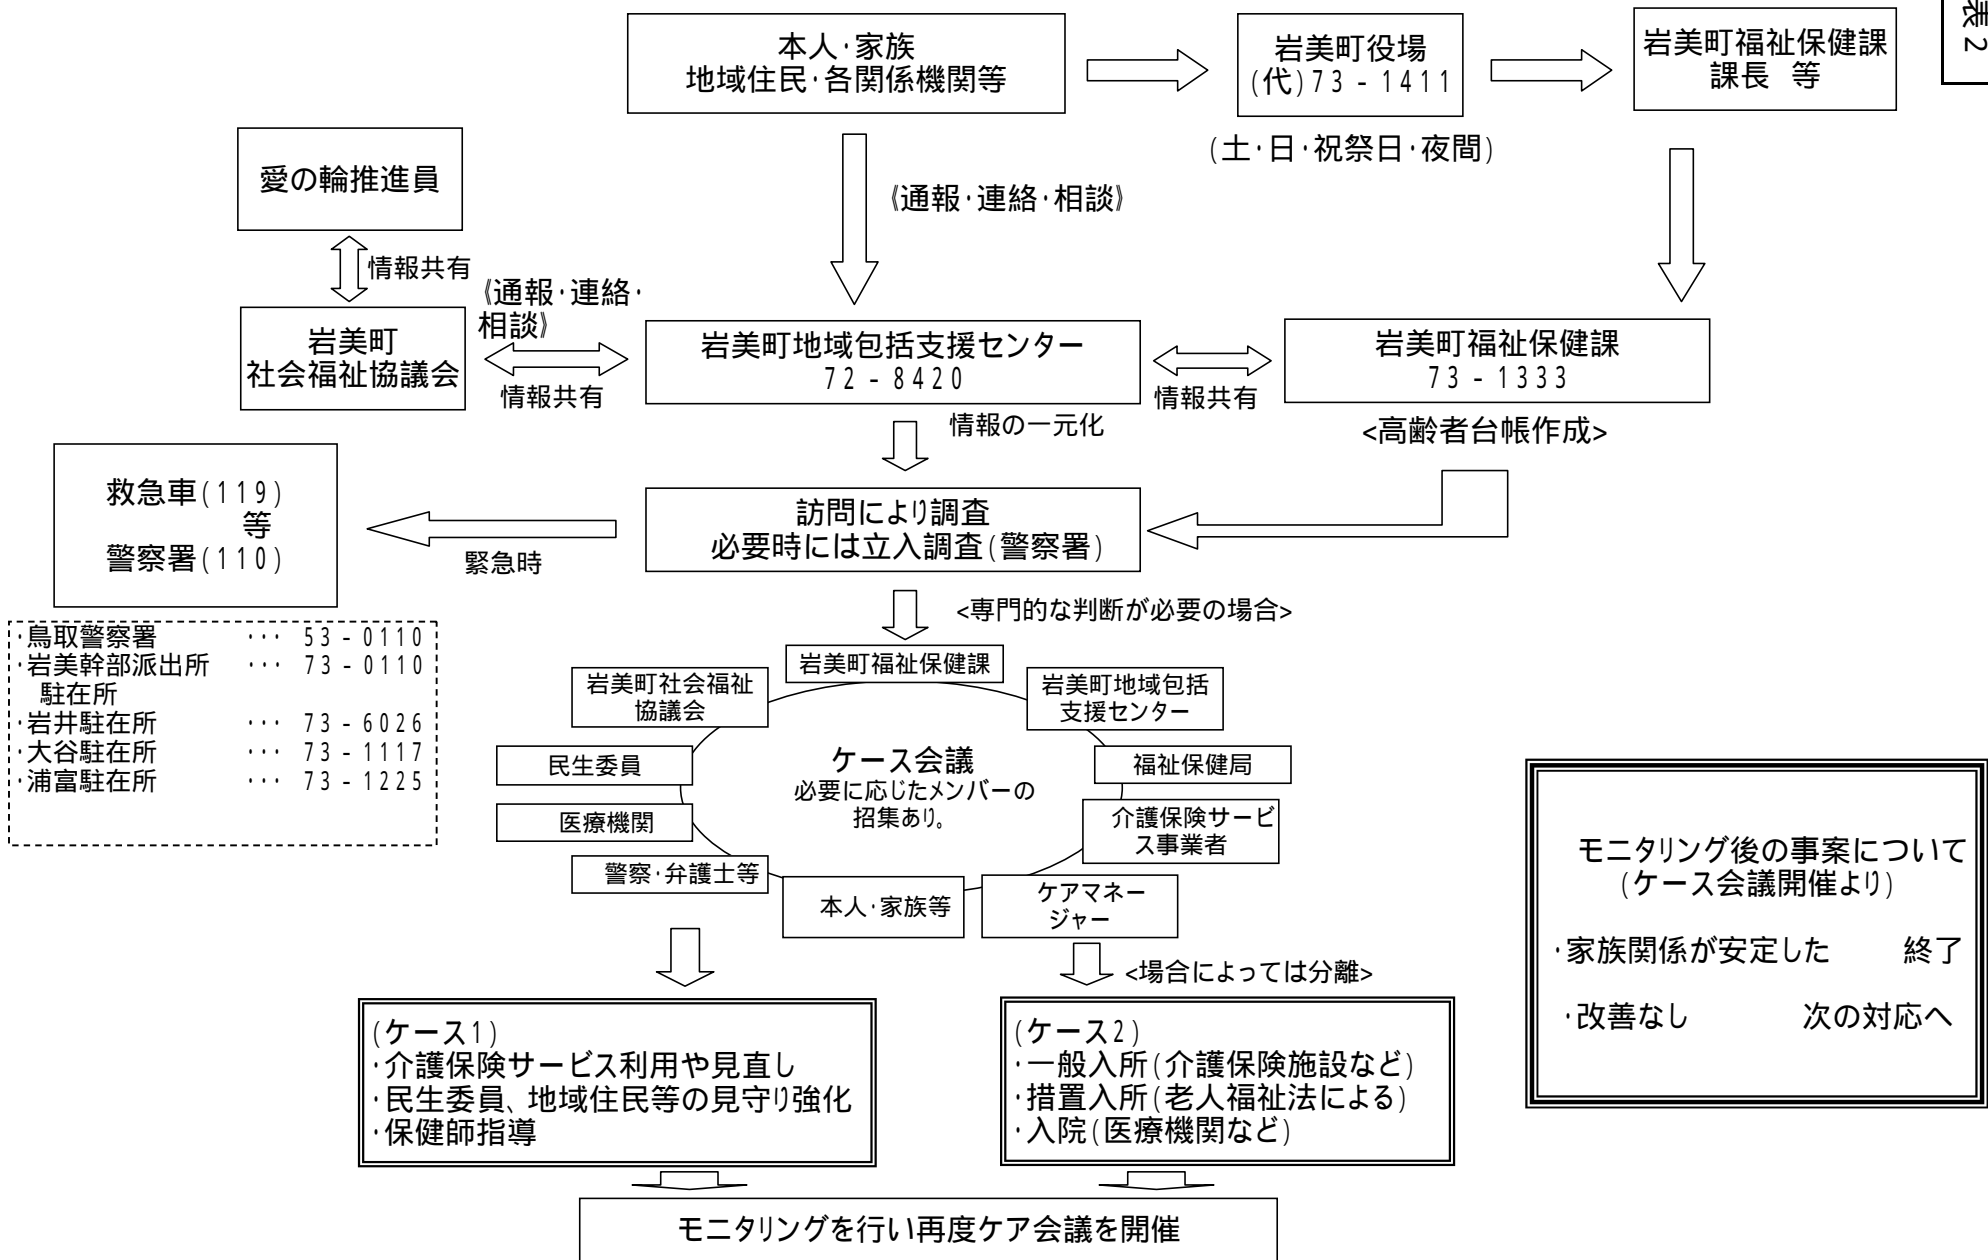 表2
本人・家族
地域住民・各関係機関等
岩美町役場
(代)73-1411
岩美町福祉保健課
課長 等
(土・日・祝祭日・夜間)
愛の輪推進員
《通報・連絡・相談》
情報共有
《通報・連絡・
相談》
岩美町
社会福祉協議会
情報共有
岩美町地域包括支援センター
72-8420
情報共有
岩美町福祉保健課
73-1333
情報の一元化
<高齢者台帳作成>
救急車(119)
等
警察署(110)
緊急時
訪問により調査
必要時には立入調査(警察署)
<専門的な判断が必要の場合>
・鳥取警察署 ・・・ 53-0110
・岩美幹部派出所 ・・・ 73-0110
駐在所
・岩井駐在所 ・・・ 73-6026
・大谷駐在所 ・・・ 73-1117
・浦富駐在所 ・・・ 73-1225
岩美町福祉保健課
岩美町社会福祉
協議会
岩美町地域包括
支援センター
民生委員
ケース会議
必要に応じたメンバーの
招集あり。
福祉保健局
医療機関
介護保険サービ
ス事業者
警察・弁護士等
本人・家族等
ケアマネー
ジャー
モニタリング後の事案について
(ケース会議開催より)
・家族関係が安定した 終了
・改善なし 次の対応へ
<場合によっては分離>
(ケース1)
・介護保険サービス利用や見直し
・民生委員、地域住民等の見守り強化
・保健師指導
(ケース2)
・一般入所(介護保険施設など)
・措置入所(老人福祉法による)
・入院(医療機関など)
モニタリングを行い再度ケア会議を開催